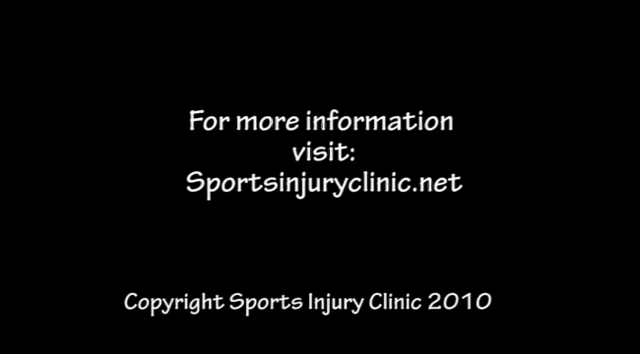 For more information
visit:
Sportsinjuryclinic.net
Copyright Sports Injury Clinic 2010